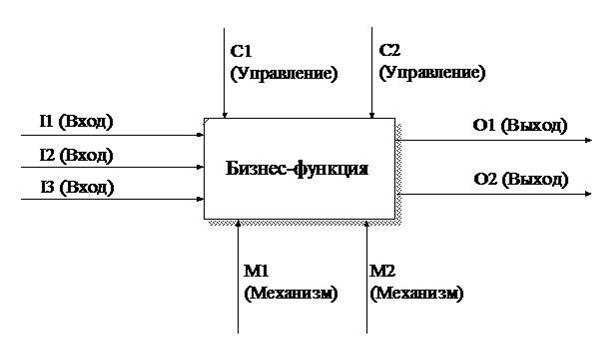 C1
(Управление)
C2
(Управление)
I1 (Вход)
I2 (Вход)
I3 (Вход)
Бизнес-функция
O1 (Выход)
O2 (Выход)
M1
(Механизм)
M2
(Механизм)